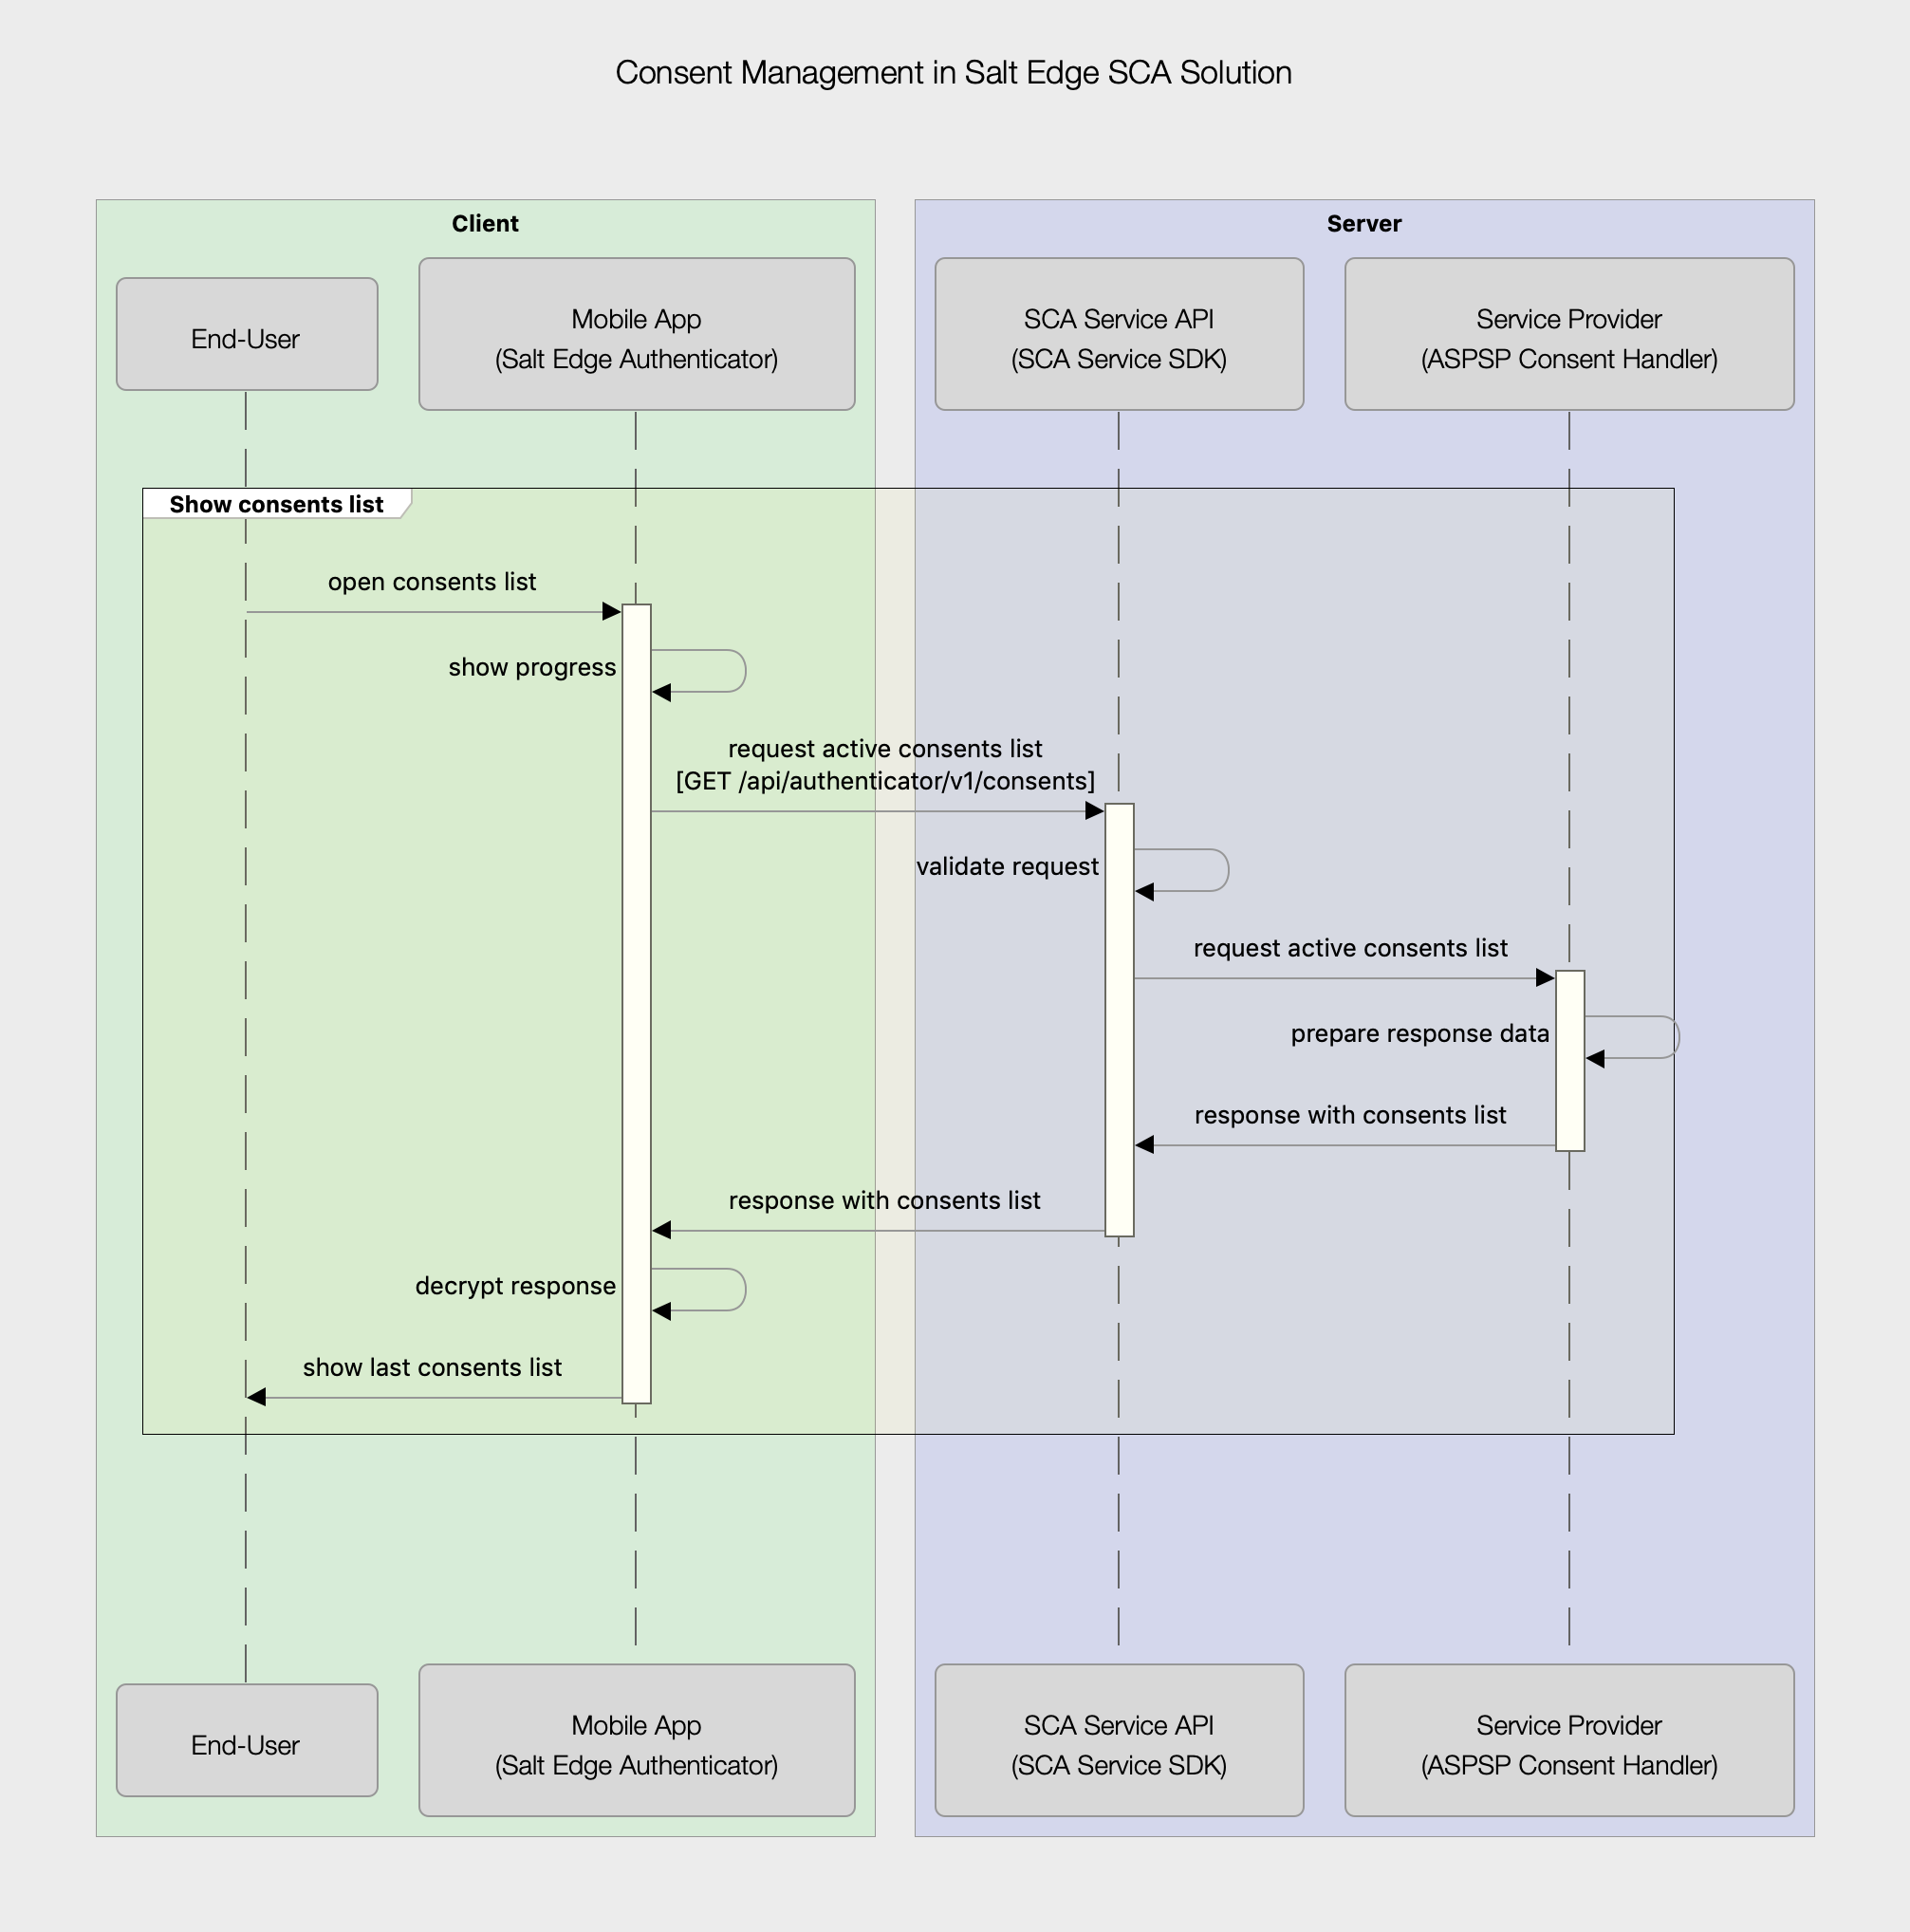 Consent Management in Salt Edge SCA Solution
Client
Server
End-User
Mobile App
(Salt Edge Authenticator)
SCA Service API
(SCA Service SDK)
Service Provider
(ASPSP Consent Handler)
Show consents list
open consents list
show progress
request active consents list
[GET /api/authenticator/v1/consents]
validate request
request active consents list
prepare response data
response with consents list
response with consents list
decrypt response
show last consents list
End-User
Mobile App
(Salt Edge Authenticator)
SCA Service API
(SCA Service SDK)
Service Provider
(ASPSP Consent Handler)